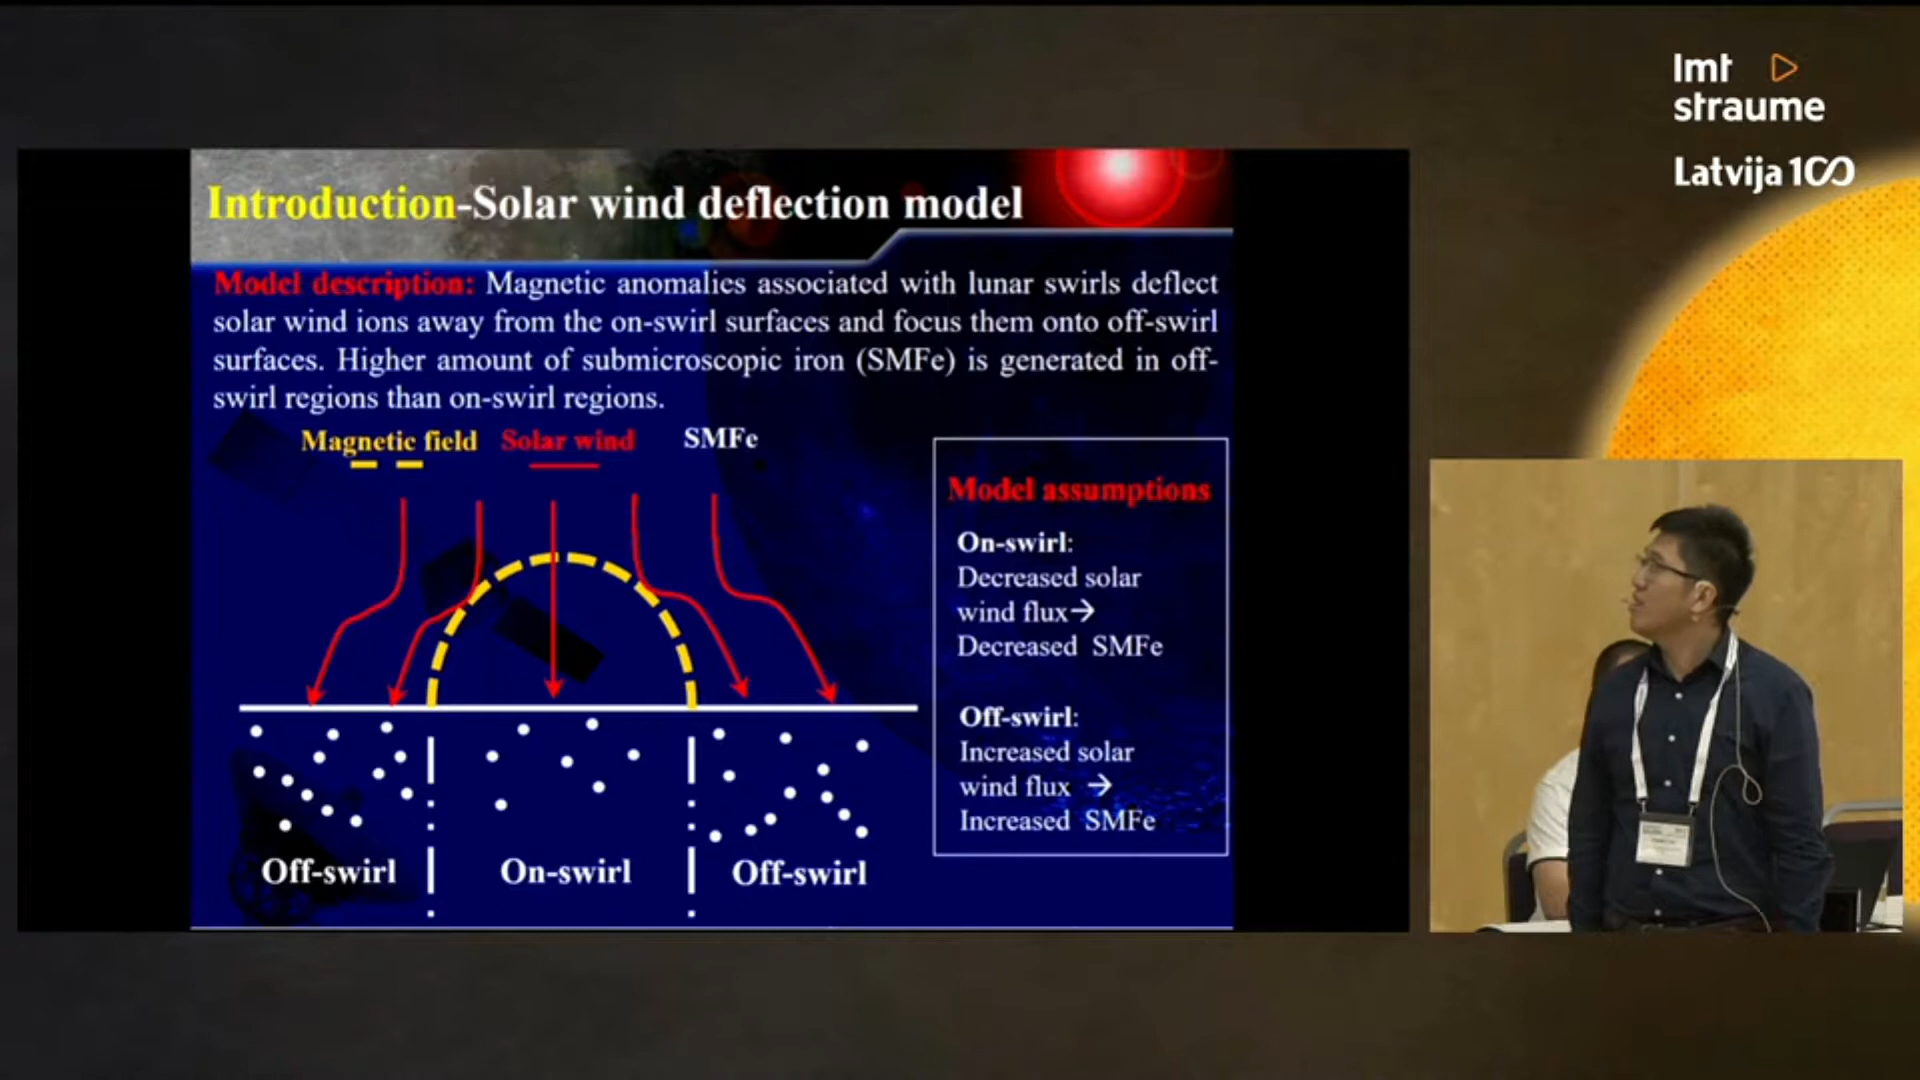 lmt
straume
Latvija 100
Introduction-Solar wind deflection model
Model description: Magnetic anomalies associated with lunar swirls deflect
solar wind ions away from the on-swirl surfaces and focus them onto off-swirl
surfaces. Higher amount of submicroscopic iron (SMFe) is generated in off-
swirl regions than on-swirl regions.
Magnetic field Solar wind SMFe
Off-swirl On-swirl Off-swirl
Model assumptions
On-swirl:
Decreased solar
wind flux→
Decreased SMFe
Off-swirl:
Increased solar
wind flux →
Increased SMFe